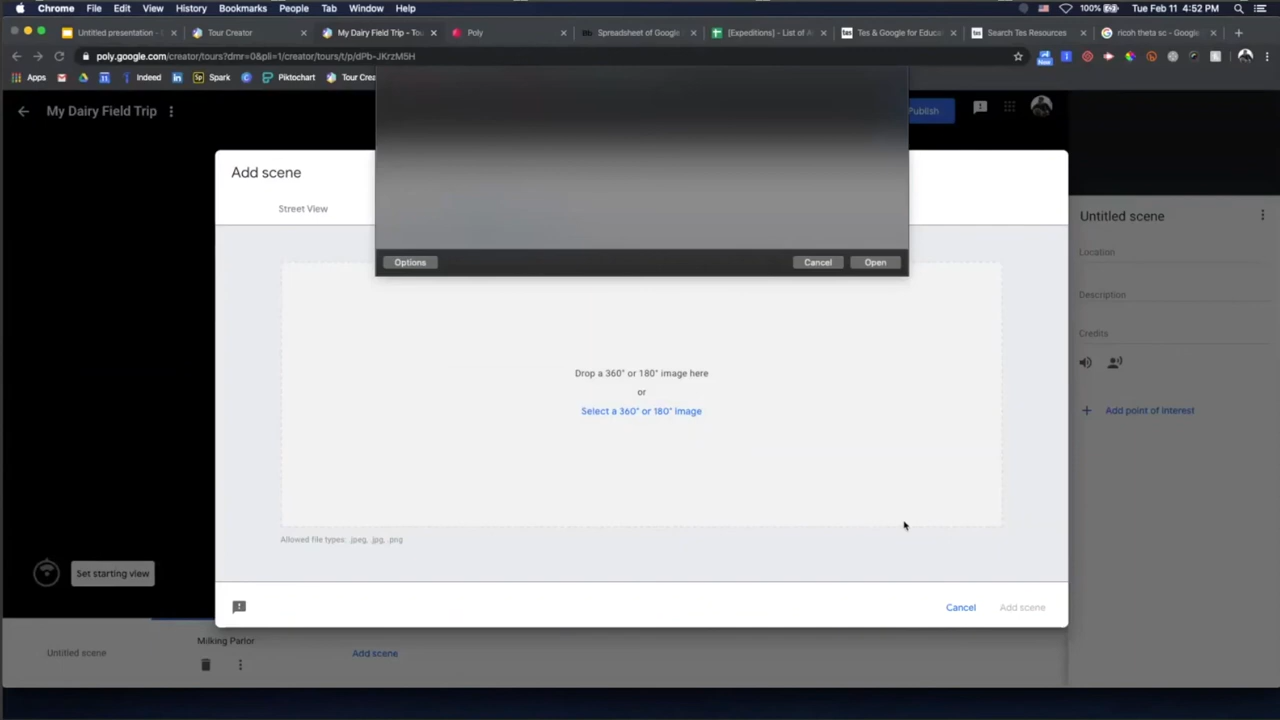 Chrome File Edit View History Bookmarks People Tab Window Help 100% Tue Feb 11 4:52 PM
Untitled presentation - Tour Creator My Dairy Field Trip - To Poly Spreadsheet of Google [Expeditions] - List of A Tes & Google for Educa Search Tes Resources ricoh theta sc - Google
poly.google.com/creator/tours?dmr=0&pli=1/creator/tours/t/p/dPb-JKrzM5H
Apps Indeed Spark Piktochart Tour Crea
My Dairy Field Trip
Publish
Add scene
Street View
Untitled scene
Location
Options Cancel Open
Description
Credits
Drop a 360° or 180° image here
or
Select a 360° or 180° image
Add point of interest
Allowed file types: .jpeg, .jpg, .png
Set starting view
Cancel Add scene
Milking Parlor
Untitled scene
Add scene